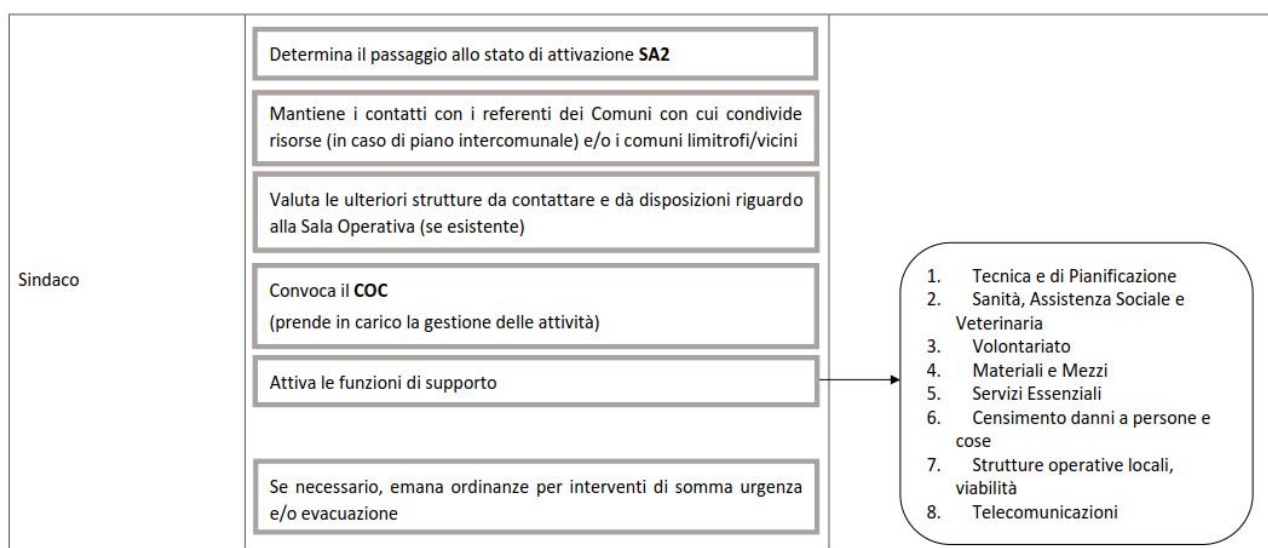 Sindaco
Determina il passaggio allo stato di attivazione SA2
Mantiene i contatti con i referenti dei Comuni con cui condivide
risorse (in caso di piano intercomunale) e/o i comuni limitrofi/vicini
Valuta le ulteriori strutture da contattare e dà disposizioni riguardo
alla Sala Operativa (se esistente)
Convoca il COC
(prende in carico la gestione delle attività)
Attiva le funzioni di supporto
Se necessario, emana ordinanze per interventi di somma urgenza
e/o evacuazione
1. Tecnica e di Pianificazione
2. Sanità, Assistenza Sociale e
Veterinaria
3. Volontariato
4. Materiali e Mezzi
5. Servizi Essenziali
6. Censimento danni a persone e
cose
7. Strutture operative locali,
viabilità
8. Telecomunicazioni